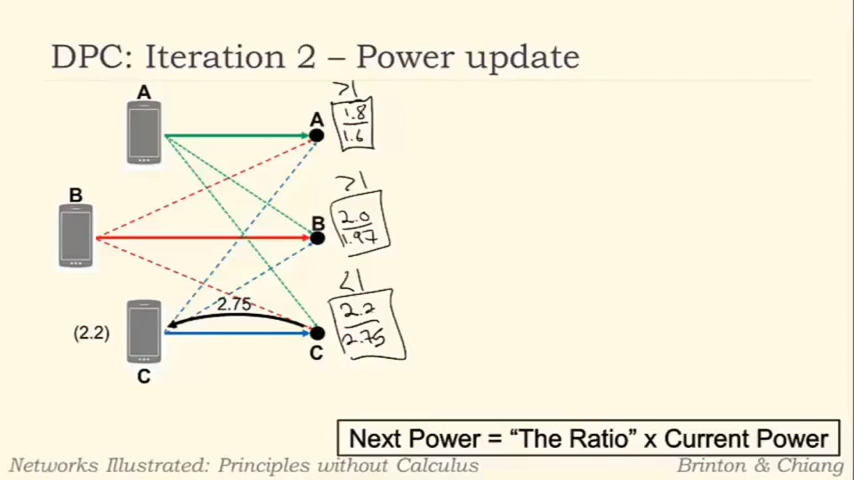 DPC: Iteration 2 – Power update
A
A
>1
1.8
1.6
B
B
>1
2.0
1.97
2.75
(2.2)
C
C
<1
2.2
2.75
Next Power = “The Ratio” x Current Power
Networks Illustrated: Principles without Calculus
Brinton & Chiang